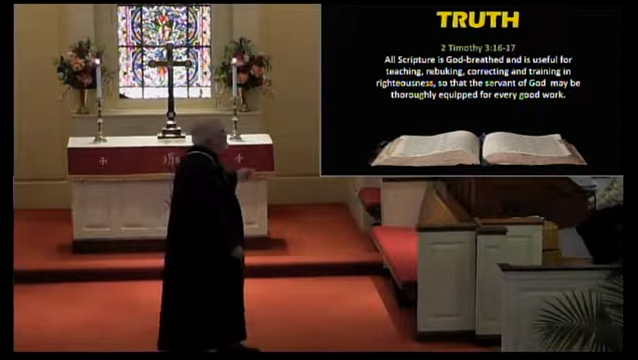 TRUTH
2 Timothy 3:16-17
All Scripture is God-breathed and is useful for
teaching, rebuking, correcting and training in
righteousness, so that the servant of God may be
thoroughly equipped for every good work.
IHS